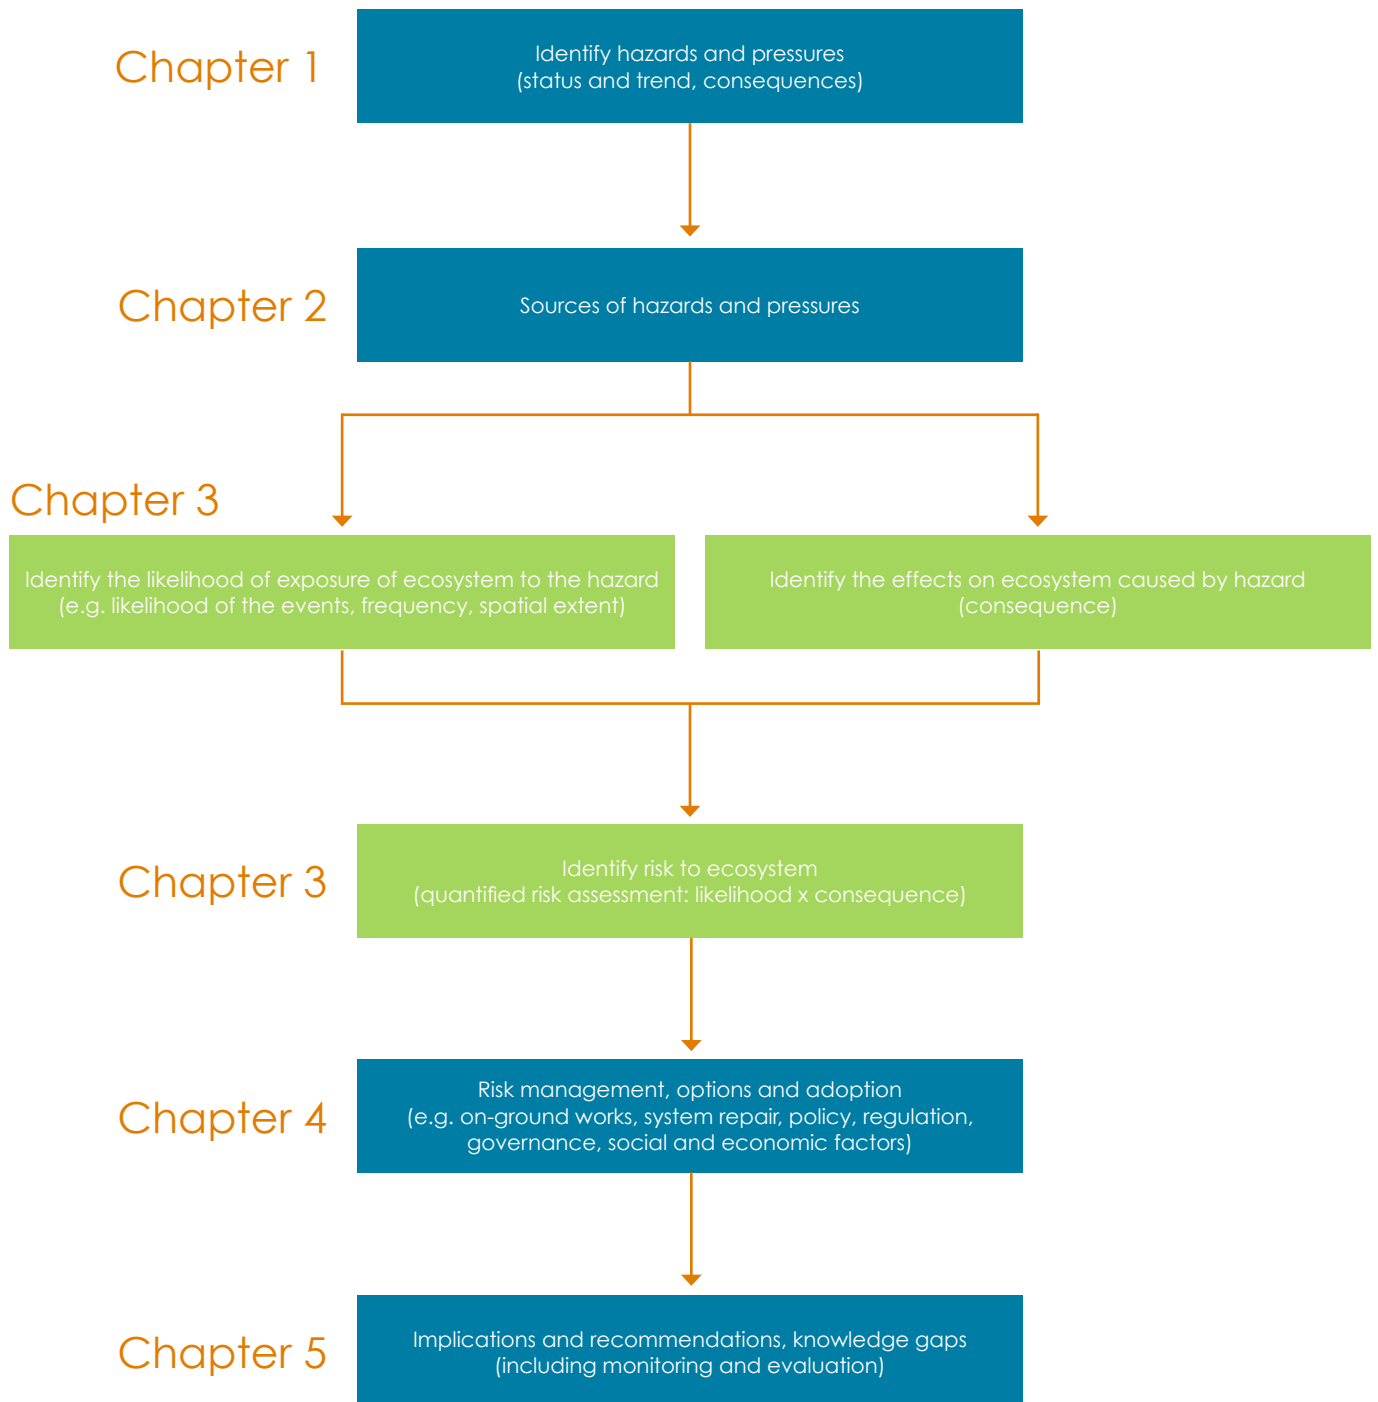 Chapter 1
Identify hazards and pressures
(status and trend, consequences)
Chapter 2
Sources of hazards and pressures
Chapter 3
Identify the likelihood of exposure of ecosystem to the hazard
(e.g. likelihood of the events, frequency, spatial extent)
Identify the effects on ecosystem caused by hazard
(consequence)
Chapter 3
Identify risk to ecosystem
(quantified risk assessment: likelihood x consequence)
Chapter 4
Risk management, options and adoption
(e.g. on-ground works, system repair, policy, regulation,
governance, social and economic factors)
Chapter 5
Implications and recommendations, knowledge gaps
(including monitoring and evaluation)